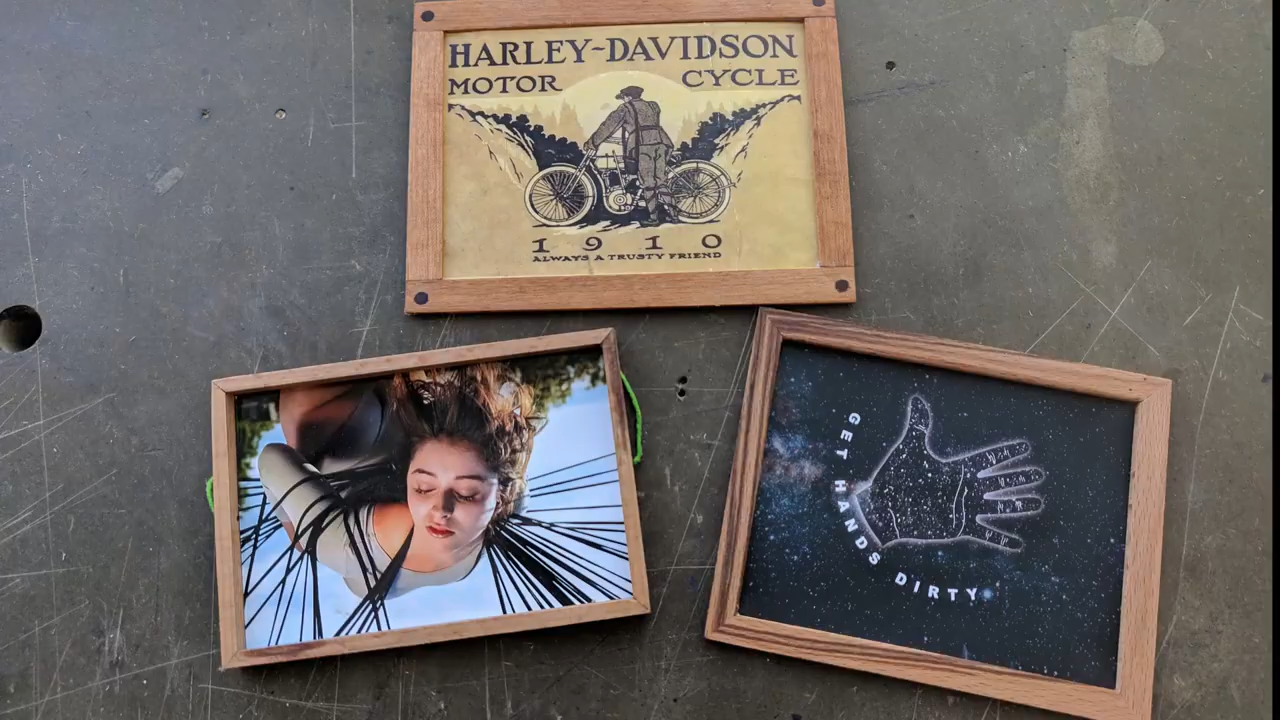 HARLEY-DAVIDSON
MOTOR CYCLE
1910
ALWAYS A TRUSTY FRIEND
GET HANDS DIRTY